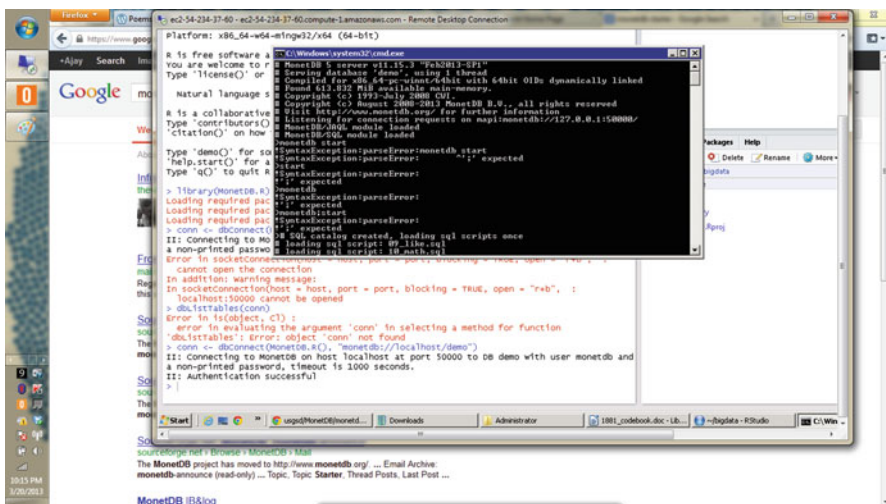 Firefox
Poems
ec2-54-234-37-60 - ec2-54-234-37-60.compute-1.amazonaws.com - Remote Desktop Connection
https://www.goog
+Ajay Search Im
Google
mo
We
Platform: x86_64-w64-mingw32/x64 (64-bit)
R is free software a
You are welcome to r
Type 'license()' or
Natural language s
R is a collaborative
Type 'contributors()
'citation()' on how
Type 'demo()' for so
'help.start()' for a
Type 'q()' to quit R
> library(MonetDB.R)
Loading required pac
Loading required pac
Loading required pac
> conn <- dbConnect(
II: Connecting to Mo
a non-printed passwo
Error in socketConnection(host = host, port = port, blocking = TRUE, open = "r+b", :
cannot open the connection
In addition: Warning message:
In socketConnection(host = host, port = port, blocking = TRUE, open = "r+b", :
localhost:50000 cannot be opened
> dbListTables(conn)
Error in is(object, Cl) :
error in evaluating the argument 'conn' in selecting a method for function
'dbListTables': Error: object 'conn' not found
> conn <- dbConnect(MonetDB.R(), "monetdb://localhost/demo")
II: Connecting to MonetDB on host localhost at port 50000 to DB demo with user monetdb and
a non-printed password, timeout is 1000 seconds.
II: Authentication successful
>
C:\Windows\system32\cmd.exe
# MonetDB 5 server v11.15.3 "Feb2013-SP1"
# Serving database 'demo', using 1 thread
# Compiled for x86_64-pc-winnt/64bit with 64bit OIDs dynamically linked
# Found 613.832 MiB available main-memory.
# Copyright (c) 1993-July 2008 CWI.
# Copyright (c) August 2008-2013 MonetDB B.V., all rights reserved
# Visit http://www.monetdb.org/ for further information
# Listening for connection requests on mapi:monetdb://127.0.0.1:50000/
# MonetDB/JAQL module loaded
# MonetDB/SQL module loaded
>monetdb start
!SyntaxException:parseError:monetdb start
!SyntaxException:parseError: ^';' expected
>start
!SyntaxException:parseError:
!';' expected
>monetdb
!SyntaxException:parseError:
!';' expected
>monetdb;start
!SyntaxException:parseError:
!';' expected
># SQL catalog created, loading sql scripts once
# loading sql script: 09_like.sql
# loading sql script: 10_math.sql
Packages Help
Delete Rename More
bigdata
.Rproj
Start
usgsd/MonetDB/monetd...
Downloads
Administrator
1881_codebook.doc - Lib...
~/bigdata - RStudio
C:\Win
sourceforge.net › Browse › MonetDB › Mail
The MonetDB project has moved to http://www.monetdb.org/. ... Email Archive:
monetdb-announce (read-only) ... Topic, Topic Starter, Thread Posts, Last Post ...
MonetDB |B&log
10:15 PM
3/20/2013